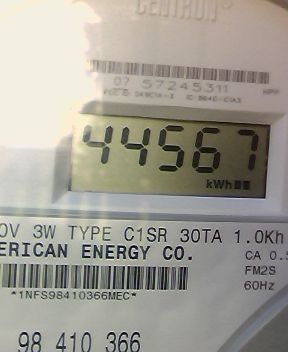 CENTRON®
07 57245311
44567
kWh
0V 3W TYPE C1SR 30TA 1.0Kh
ERICAN ENERGY CO.
CA 0.5
FM2S
*1NFS98410366MEC*
60Hz
98 410 366